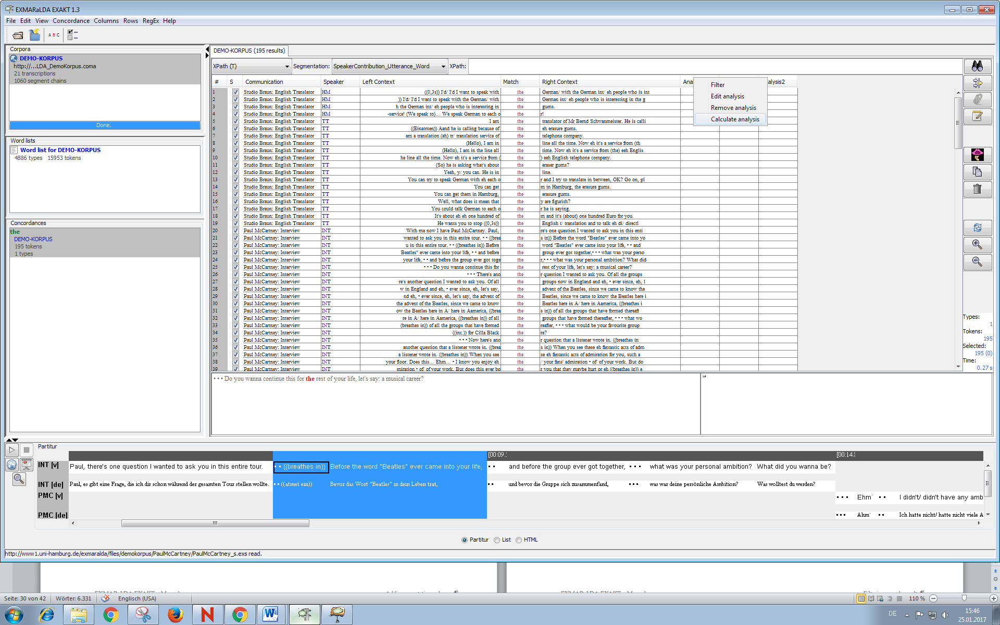 EXMARaLDA EXAKT 1.3
File Edit View Concordance Columns Rows RegEx Help
A B C
Corpora
DEMO-KORPUS
http://...LDA_DemoKorpus.coma
21 transcriptions
1060 segment chains
Done.
Word lists
Word list for DEMO-KORPUS
4886 types 15953 tokens
Concordances
the
DEMO-KORPUS
195 tokens
1 types
DEMO-KORPUS (195 results)
XPath (T) Segmentation: SpeakerContribution_Utterance_Word XPath:
# S Communication Speaker Left Context Match Right Context Ana alysis2
Filter
Edit analysis
Remove analysis
Calculate analysis
1 Studio Braun: English Translator HM ((0,3s)) I'd/ I'd I want to speak with the German/ with the German int/ eh people who is int
2 Studio Braun: English Translator HM )) I'd/ I'd I want to speak with the German/ with the German int/ eh people who is interesting in the g
3 Studio Braun: English Translator HM h the German int/ eh people who is interesting in the gums.
4 Studio Braun: English Translator HM -service! (We speak to)... We speak German to each o the r!
5 Studio Braun: English Translator TT I am the translator of Mr Bernd Schwanmeister. He is calli
6 Studio Braun: English Translator TT ((Einatmen)) Aand he is calling because of the eh erasure gums.
7 Studio Braun: English Translator TT am a translation (eh) tr/ translation service of the telephone company.
8 Studio Braun: English Translator TT (Hello), I am in the line all the time. Now eh it's a service from (th
9 Studio Braun: English Translator TT (Hello), I am in the line all the time. Now eh it's a service from (the) eeh Englis
10 Studio Braun: English Translator TT he line all the time. Now eh it's a service from ( the ) eeh English telephone company.
11 Studio Braun: English Translator TT (So) he is asking what's about the eraser gums?
12 Studio Braun: English Translator TT Yeah, y/ you can. He is in the line.
13 Studio Braun: English Translator TT You can try to speak German with eh each o the r and I try to translate in between, OK? Go on, pl
14 Studio Braun: English Translator TT You can get the m in Hamburg, the erasure gums.
15 Studio Braun: English Translator TT You can get them in Hamburg, the erasure gums.
16 Studio Braun: English Translator TT Well, what does it mean that the y are figurish?
17 Studio Braun: English Translator TT You could talk German to each o the r he is saying.
18 Studio Braun: English Translator TT It's about eh eh one hundred of the m and it's (about) one hundred Euro for you.
19 Studio Braun: English Translator TT He wants you to stop ((0,3s)) the English t/ translation and to talk eh di/ directl
20 Paul McCartney: Interview INT With me now I have Paul McCartney. Paul, the re's one question I wanted to ask you in this enti
21 Paul McCartney: Interview INT wanted to ask you in this entire tour. • • ((brea the s in)) Before the word "Beatles" ever came into yo
22 Paul McCartney: Interview INT u in this entire tour. • • ((breathes in)) Before the word "Beatles" ever came into your life, • • and
23 Paul McCartney: Interview INT Beatles" ever came into your life, • • and before the group ever got together,• • • what was your perso
24 Paul McCartney: Interview INT your life, • • and before the group ever got toge the r,• • • what was your personal ambition? What did
25 Paul McCartney: Interview INT • • • Do you wanna continue this for the rest of your life, let's say: a musical career?
26 Paul McCartney: Interview INT • • • There's ano the r question I wanted to ask you. Of all the groups
27 Paul McCartney: Interview INT re's another question I wanted to ask you. Of all the groups now in England and eh, • ever since, eh, l
28 Paul McCartney: Interview INT w in England and eh, • ever since, eh, let's say, the advent of the Beatles, since we came to know the
29 Paul McCartney: Interview INT nd eh, • ever since, eh, let's say, the advent of the Beatles, since we came to know the Beatles here i
30 Paul McCartney: Interview INT the advent of the Beatles, since we came to know the Beatles here in A/ here in Aamerica, ((breathes i
31 Paul McCartney: Interview INT ow the Beatles here in A/ here in Aamerica, ((brea the s in)) of all the groups that have formed thereaft
32 Paul McCartney: Interview INT re in A/ here in Aamerica, ((breathes in)) of all the groups that have formed thereafter, • • • what wo
33 Paul McCartney: Interview INT (breathes in)) of all the groups that have formed the reafter, • • • what would be your favourite group
34 Paul McCartney: Interview INT ((inc.)) for Cilla Black the re?
35 Paul McCartney: Interview INT • • • Now here's ano the r question that a listener wrote in. ((breathes in
36 Paul McCartney: Interview INT another question that a listener wrote in. ((brea the s in)) When you see these eh fantastic acts of adm
37 Paul McCartney: Interview INT a listener wrote in. ((breathes in)) When you see the se eh fantastic acts of admiration for you, such a
38 Paul McCartney: Interview INT your floor. Does this... Ehm... • I know you enjoy eh the / your fans' admiration • of' of your work. But do
39 Paul McCartney: Interview INT miration • of' of your work. But does this ever bo the r you that they maybe hurt or eh ((breathes in)) e
Types:
1
Tokens:
195
Selected:
195 (0)
Time:
0.27 s
• • • Do you wanna continue this for the rest of your life, let's say: a musical career?
Partitur
[00:09.: [00:14.8
INT [v] Paul, there's one question I wanted to ask you in this entire tour. • • ((breathes in)) Before the word "Beatles" ever came into your life, • • and before the group ever got together, • • • what was your personal ambition? What did you wanna be?
INT [de] Paul, es gibt eine Frage, die ich dir schon während der gesamten Tour stellen wollte. • • ((atmet ein)) Bevor das Wort "Beatles" in dein Leben trat, • • und bevor die Gruppe sich zusammenfand, • • • was war deine persönliche Ambition? Was wolltest du werden?
PMC [v] • • • Ehm' • • I didn't/ didn't have any amb
PMC [de] • • • Ähm' • • Ich hatte nicht/ hatte nicht viele A
Partitur List HTML
http://www1.uni-hamburg.de/exmaralda/files/demokorpus/PaulMcCartney/PaulMcCartney_s.exs read.
Seite: 30 von 42 Wörter: 6.331 Englisch (USA) 110 %
DE 15:46
25.01.2017